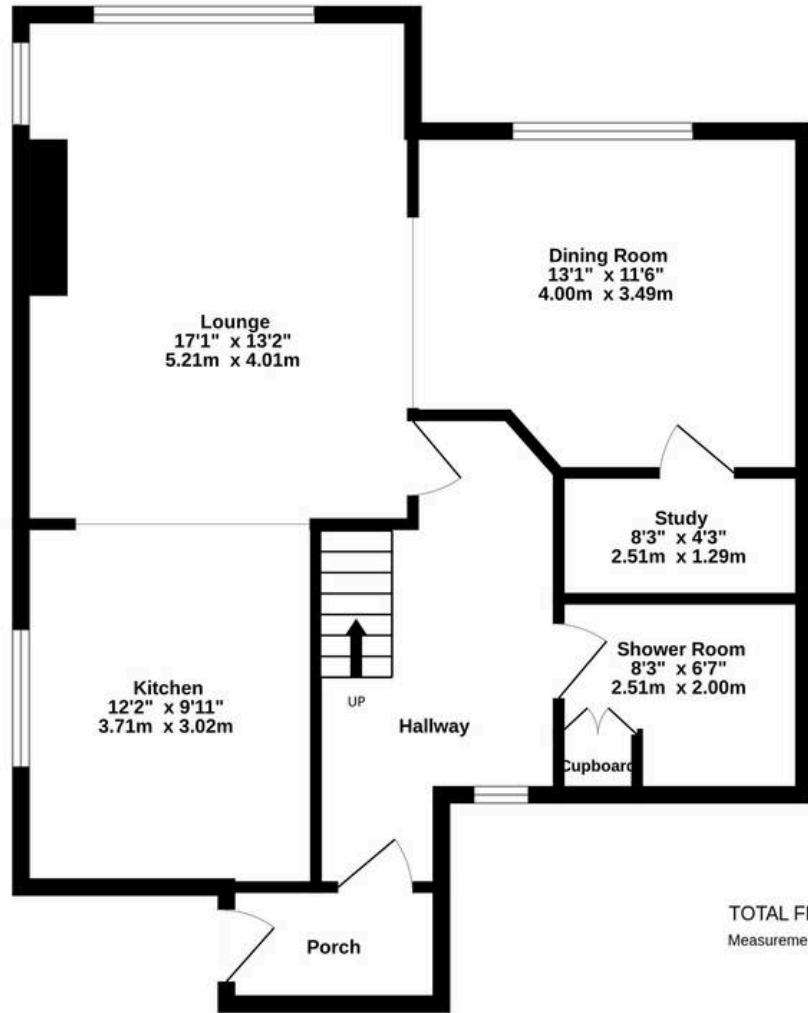 Dining Room
13'1" x 11'6"
4.00m x 3.49m
Lounge
17'1" x 13'2"
5.21m x 4.01m
Study
8'3" x 4'3"
2.51m x 1.29m
Shower Room
8'3" x 6'7"
2.51m x 2.00m
Kitchen
12'2" x 9'11"
3.71m x 3.02m
UP
Hallway
Cupboard
Porch
TOTAL